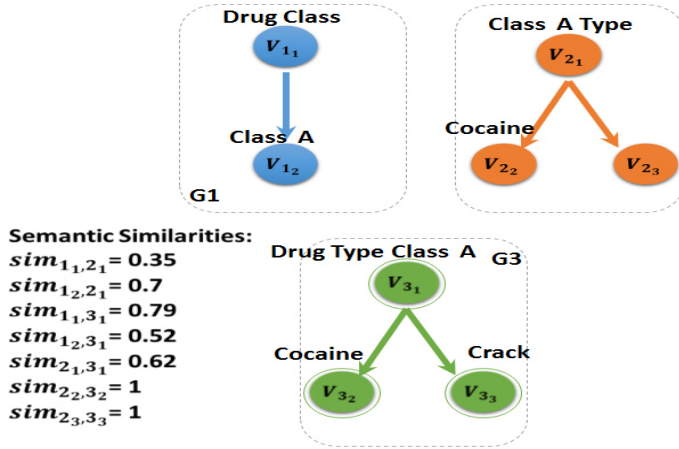 Drug Class
V1₁
Class A
V1₂
G1
Class A Type
V2₁
Cocaine
V2₂
V2₃
Semantic Similarities:
sim1₁,2₁= 0.35
sim1₂,2₁= 0.7
sim1₁,3₁= 0.79
sim1₂,3₁= 0.52
sim2₁,3₁= 0.62
sim2₂,3₂= 1
sim2₃,3₃= 1
Drug Type Class A
G3
V3₁
Cocaine
Crack
V3₂
V3₃